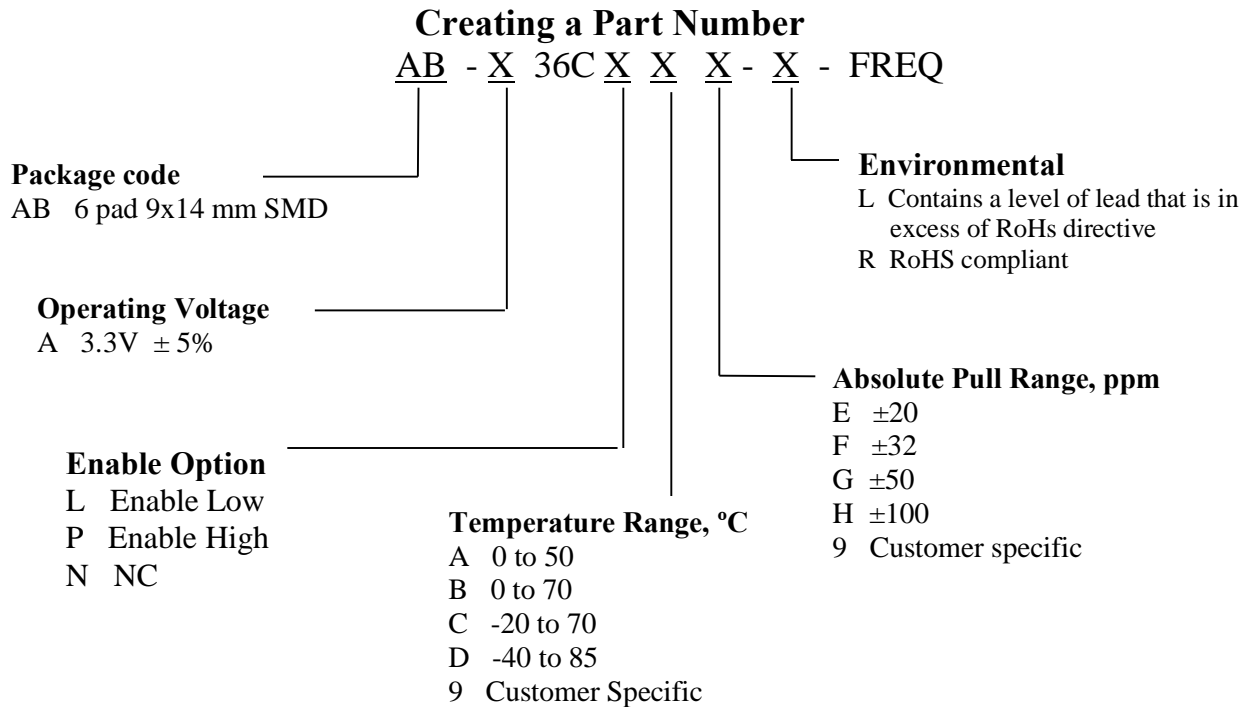 Creating a Part Number
AB - X 36C X X X - X - FREQ
Package code
AB 6 pad 9x14 mm SMD
Operating Voltage
A 3.3V ± 5%
Enable Option
L Enable Low
P Enable High
N NC
Temperature Range, ºC
A 0 to 50
B 0 to 70
C -20 to 70
D -40 to 85
9 Customer Specific
Absolute Pull Range, ppm
E ±20
F ±32
G ±50
H ±100
9 Customer specific
Environmental
L Contains a level of lead that is in
excess of RoHs directive
R RoHS compliant